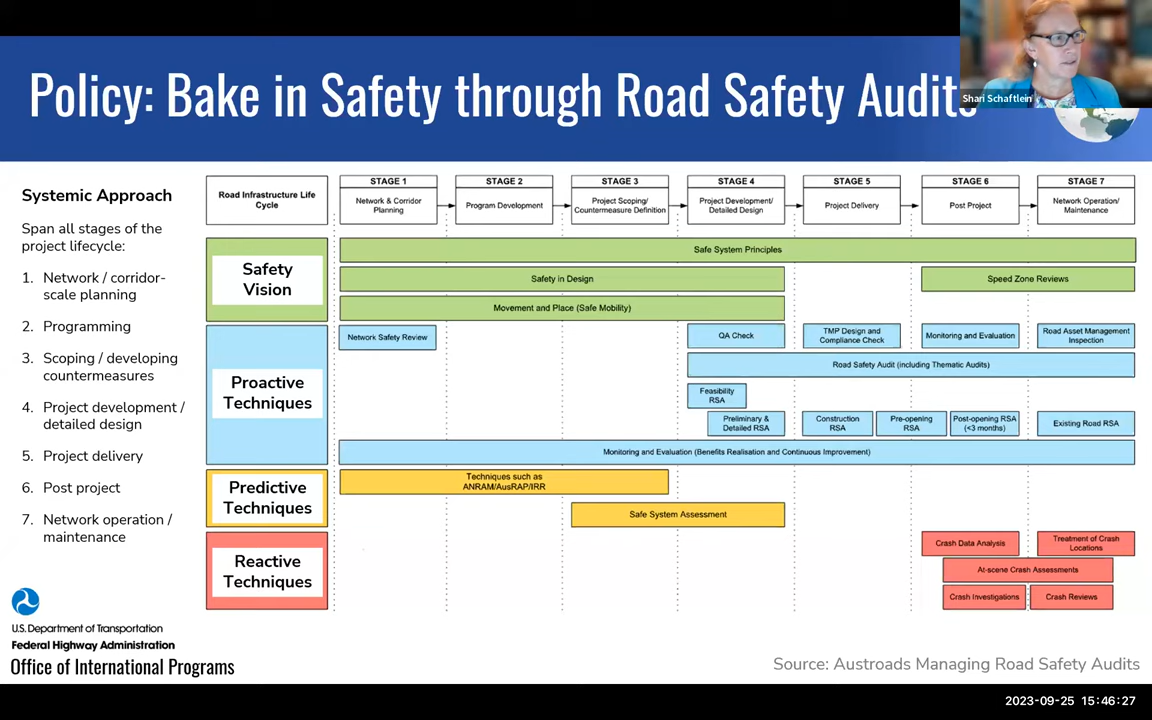 Policy: Bake in Safety through Road Safety Audits
Shari Schaftlein
Systemic Approach
Span all stages of the
project lifecycle:
1. Network / corridor-
scale planning
2. Programming
3. Scoping / developing
countermeasures
4. Project development /
detailed design
5. Project delivery
6. Post project
7. Network operation /
maintenance
Road Infrastructure Life
Cycle
STAGE 1
Network & Corridor
Planning
STAGE 2
Program Development
STAGE 3
Project Scoping/
Countermeasure Definition
STAGE 4
Project Development/
Detailed Design
STAGE 5
Project Delivery
STAGE 6
Post Project
STAGE 7
Network Operation/
Maintenance
Safety
Vision
Safe System Principles
Safety in Design
Speed Zone Reviews
Movement and Place (Safe Mobility)
Proactive
Techniques
Network Safety Review
QA Check
TMP Design and
Compliance Check
Monitoring and Evaluation
Road Asset Management
Inspection
Road Safety Audit (including Thematic Audits)
Feasibility
RSA
Preliminary &
Detailed RSA
Construction
RSA
Pre-opening
RSA
Post-opening RSA
(<3 months)
Existing Road RSA
Monitoring and Evaluation (Benefits Realisation and Continuous Improvement)
Predictive
Techniques
Techniques such as
ANRAM/AusRAP/IRR
Safe System Assessment
Reactive
Techniques
Crash Data Analysis
Treatment of Crash
Locations
At-scene Crash Assessments
Crash Investigations
Crash Reviews
U.S. Department of Transportation
Federal Highway Administration
Office of International Programs
Source: Austroads Managing Road Safety Audits
2023-09-25 15:46:27